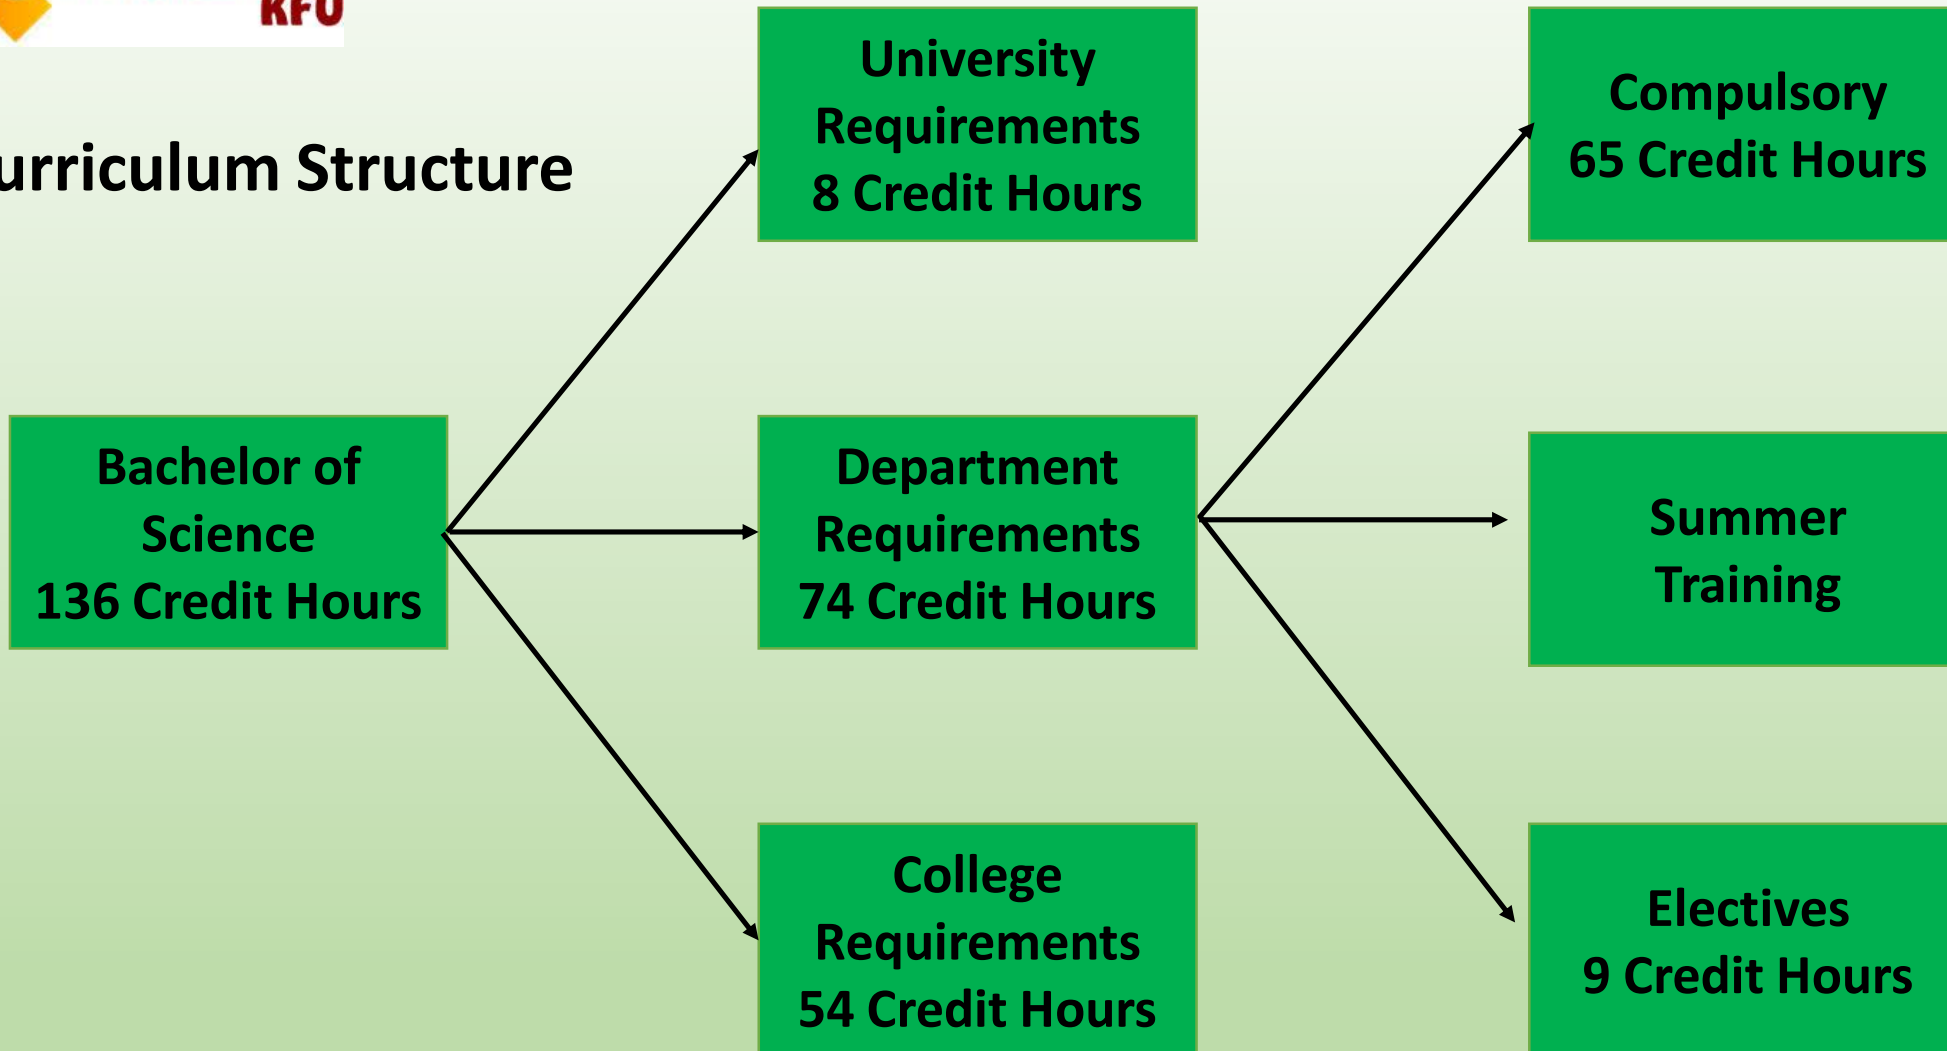 KFU
urriculum Structure
University
Requirements
8 Credit Hours
Compulsory
65 Credit Hours
Bachelor of
Science
136 Credit Hours
Department
Requirements
74 Credit Hours
Summer
Training
College
Requirements
54 Credit Hours
Electives
9 Credit Hours